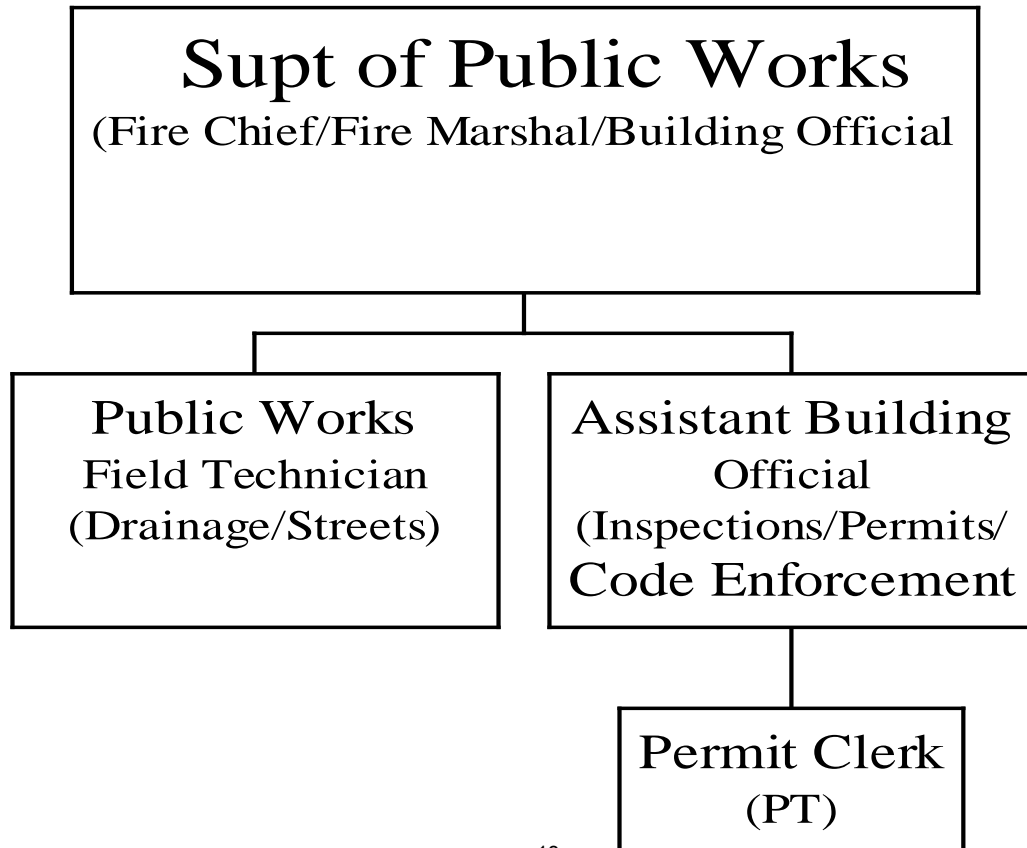 Supt of Public Works
(Fire Chief/Fire Marshal/Building Official
Public Works
Field Technician
(Drainage/Streets)
Assistant Building
Official
(Inspections/Permits/
Code Enforcement
Permit Clerk
(PT)